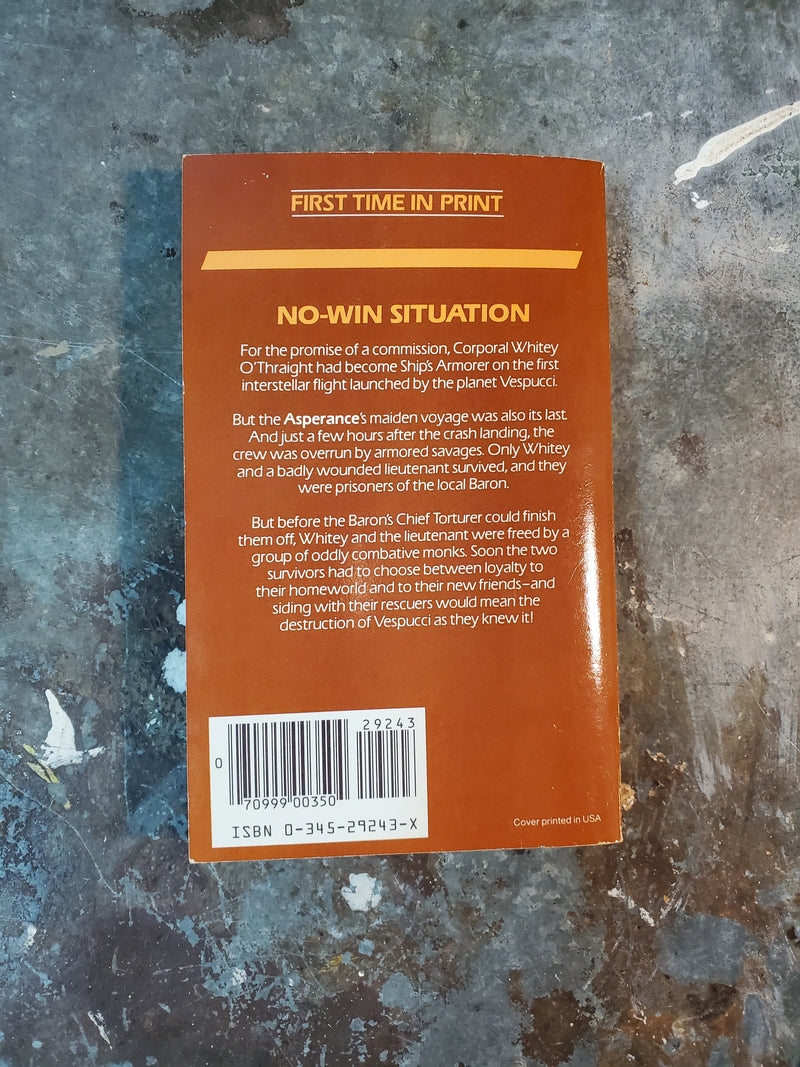 FIRST TIME IN PRINT
NO-WIN SITUATION
For the promise of a commission, Corporal Whitey
O'Thraight had become Ship's Armorer on the first
interstellar flight launched by the planet Vespucci.
But the Asperance's maiden voyage was also its last.
And just a few hours after the crash landing, the
crew was overrun by armored savages. Only Whitey
and a badly wounded lieutenant survived, and they
were prisoners of the local Baron.
But before the Baron's Chief Torturer could finish
them off, Whitey and the lieutenant were freed by a
group of oddly combative monks. Soon the two
survivors had to choose between loyalty to
their homeworld and to their new friends–and
siding with their rescuers would mean the
destruction of Vespucci as they knew it!
29243
0
70999 00350
ISBN 0-345-29243-X
Cover printed in USA